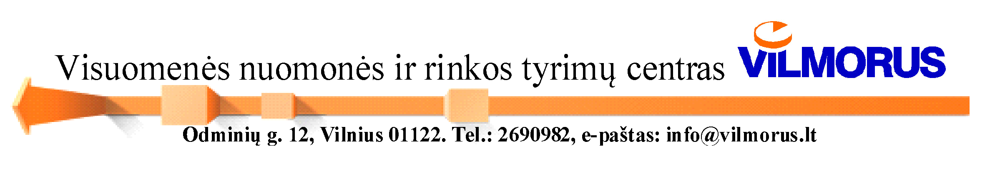 Visuomenės nuomonės ir rinkos tyrimų centras VILMORUS
Odminių g. 12, Vilnius 01122. Tel.: 2690982, e-paštas: info@vilmorus.lt